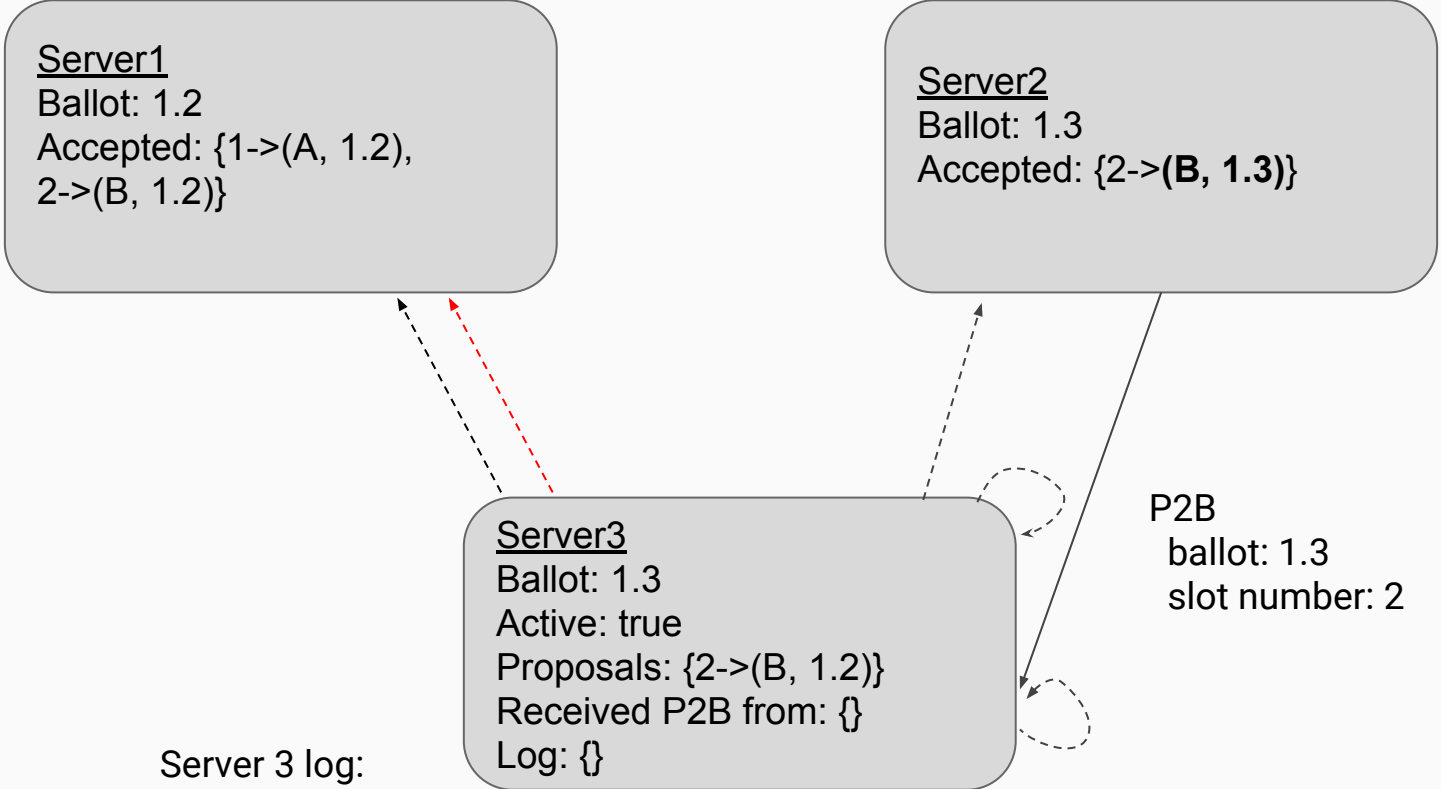 Server1
Ballot: 1.2
Accepted: {1->(A, 1.2),
2->(B, 1.2)}
Server2
Ballot: 1.3
Accepted: {2->(B, 1.3)}
Server3
Ballot: 1.3
Active: true
Proposals: {2->(B, 1.2)}
Received P2B from: {}
Log: {}
P2B
ballot: 1.3
slot number: 2
Server 3 log: